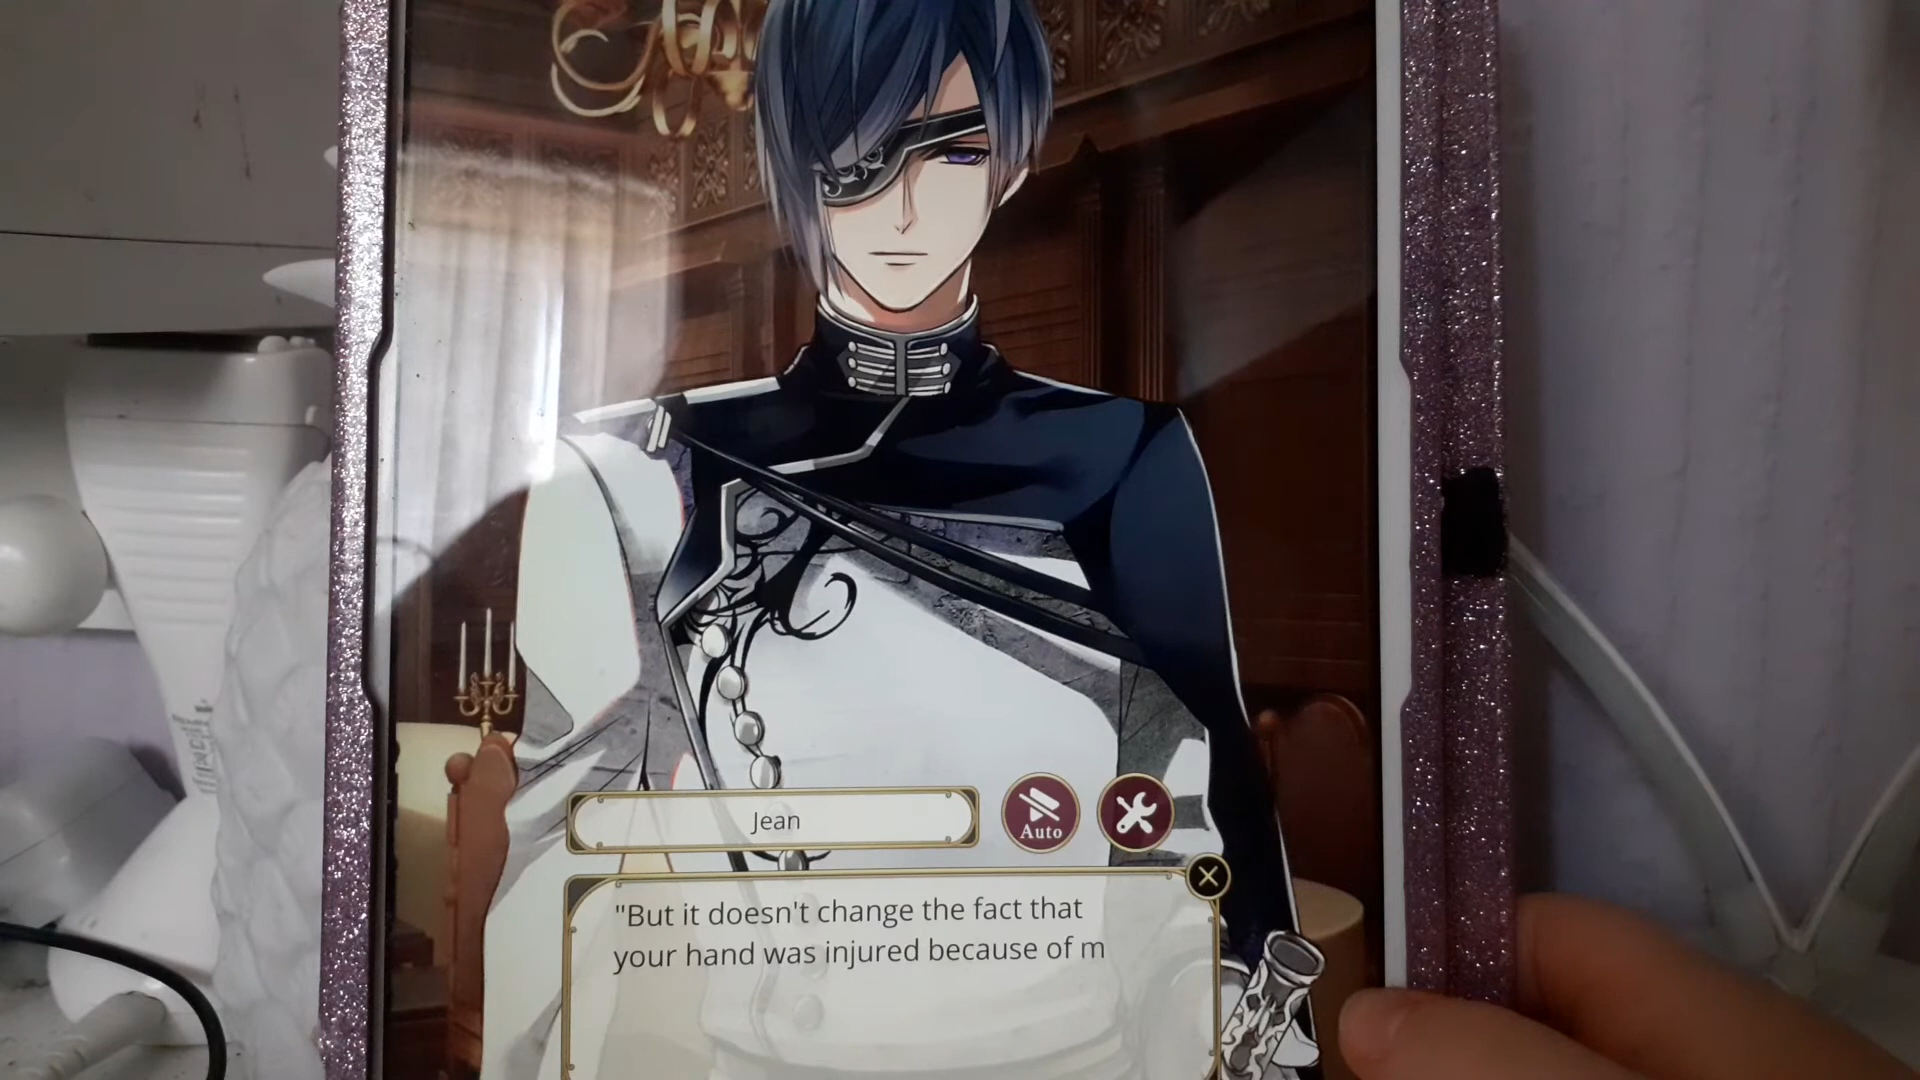 Jean
Auto
"But it doesn't change the fact that
your hand was injured because of m